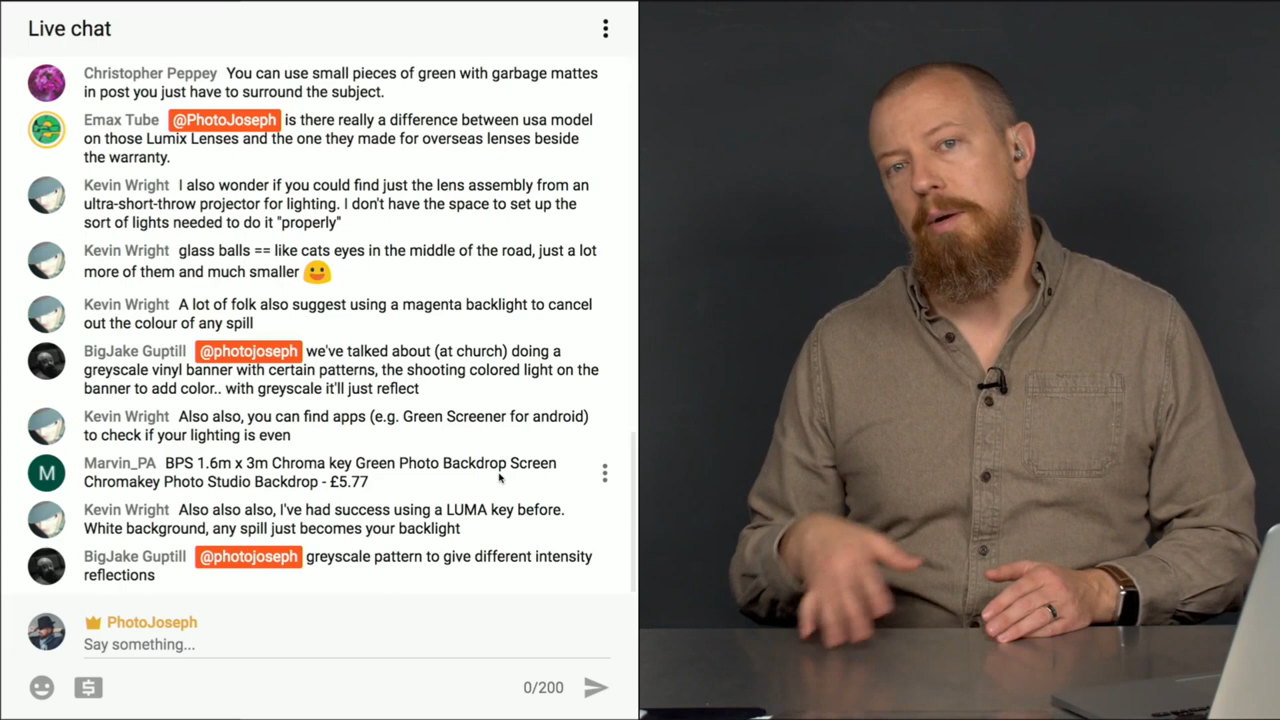 Live chat
Christopher Peppey You can use small pieces of green with garbage mattes
in post you just have to surround the subject.
Emax Tube @PhotoJoseph is there really a difference between usa model
on those Lumix Lenses and the one they made for overseas lenses beside
the warranty.
Kevin Wright I also wonder if you could find just the lens assembly from an
ultra-short-throw projector for lighting. I don't have the space to set up the
sort of lights needed to do it "properly"
Kevin Wright glass balls == like cats eyes in the middle of the road, just a lot
more of them and much smaller 😀
Kevin Wright A lot of folk also suggest using a magenta backlight to cancel
out the colour of any spill
BigJake Guptill @photojoseph we've talked about (at church) doing a
greyscale vinyl banner with certain patterns, the shooting colored light on the
banner to add color.. with greyscale it'll just reflect
Kevin Wright Also also, you can find apps (e.g. Green Screener for android)
to check if your lighting is even
M Marvin_PA BPS 1.6m x 3m Chroma key Green Photo Backdrop Screen
Chromakey Photo Studio Backdrop - £5.77
Kevin Wright Also also also, I've had success using a LUMA key before.
White background, any spill just becomes your backlight
BigJake Guptill @photojoseph greyscale pattern to give different intensity
reflections
PhotoJoseph
Say something...
$ 0/200